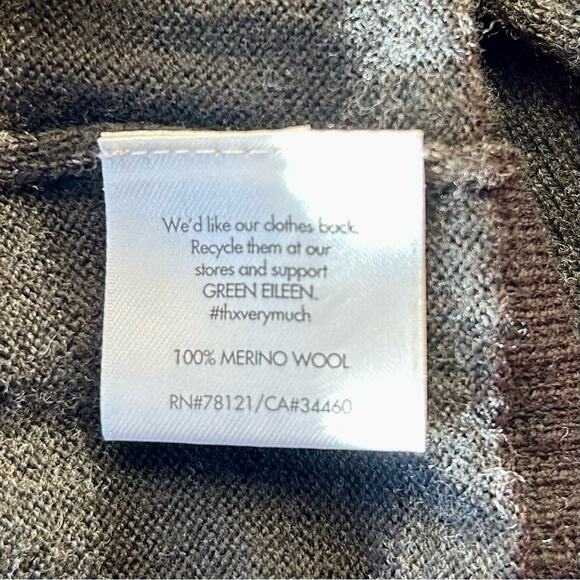 We'd like our clothes back.
Recycle them at our
stores and support
GREEN EILEEN™
#thxverymuch
100% MERINO WOOL
RN#78121/CA#34460